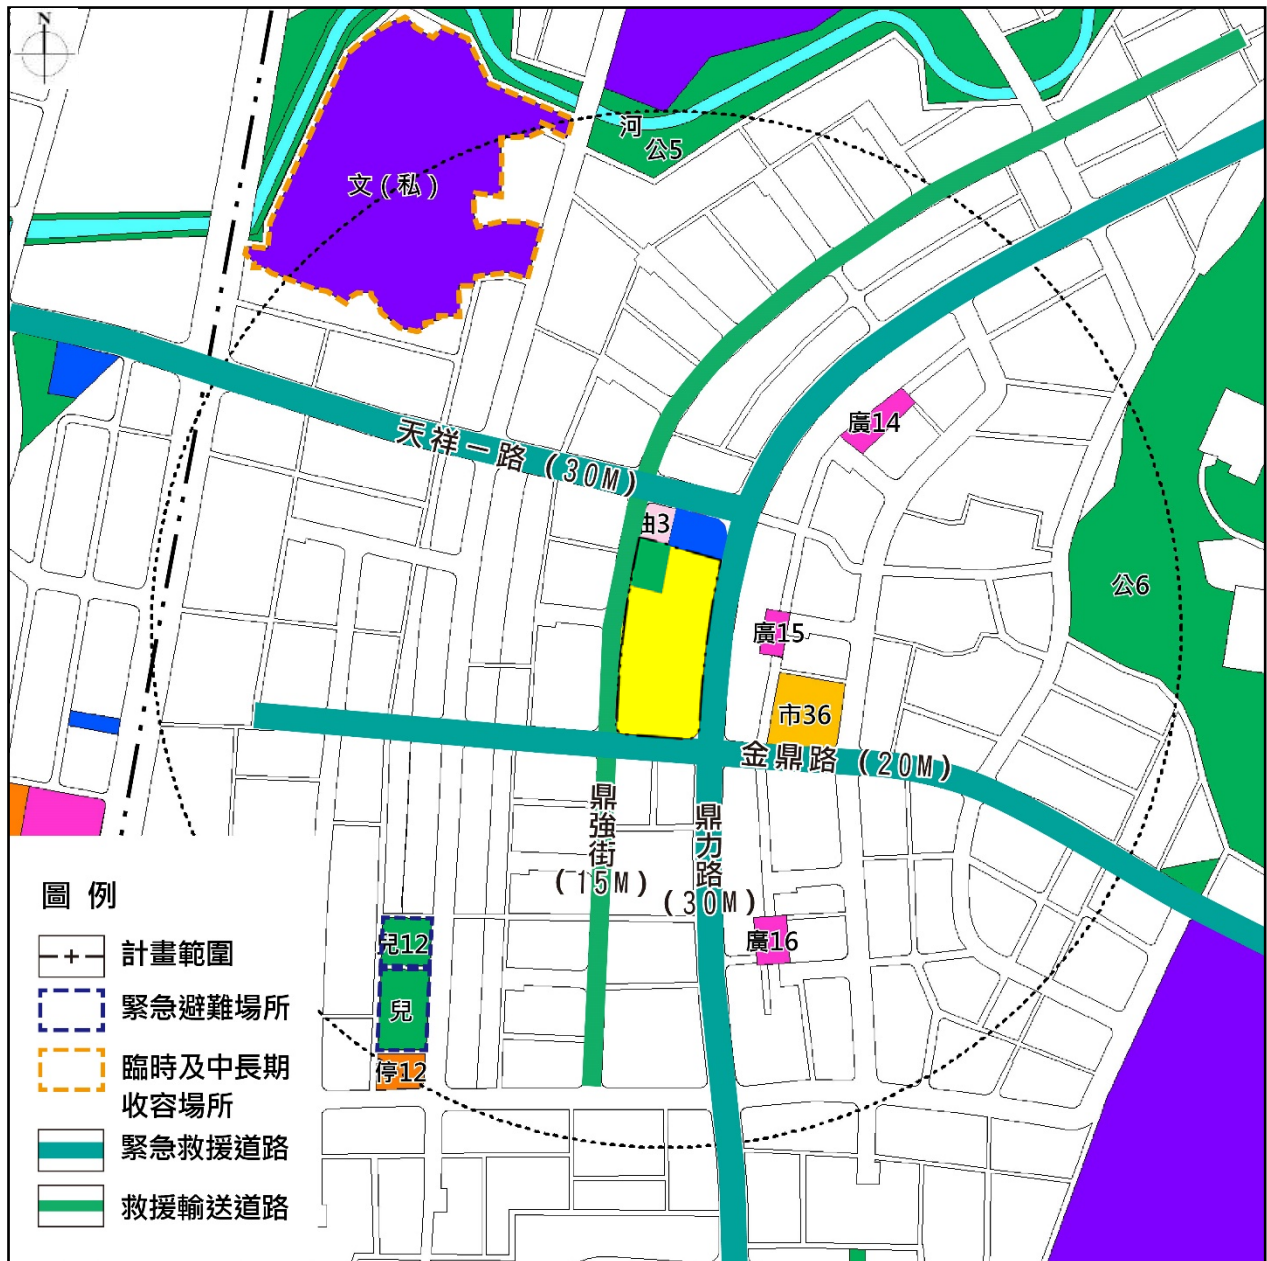 N
河
公5
文（私）
廣14
天祥一路（30M）
油3
公6
廣15
市36
金鼎路（20M）
鼎強街
（15M）
鼎力路
（30M）
廣16
兒12
兒
停12
圖 例
計畫範圍
緊急避難場所
臨時及中長期
收容場所
緊急救援道路
救援輸送道路